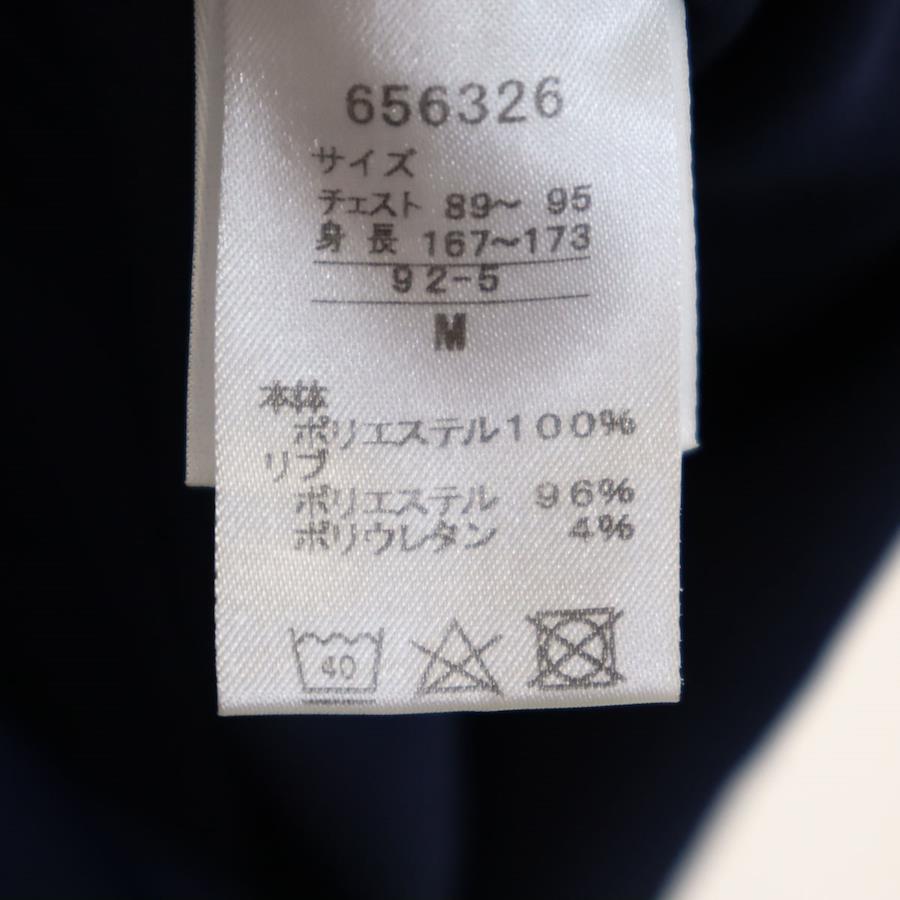 656326
サイズ
チェスト 89～ 95
身長 167～173
92-5
M
本体
ポリエステル100%
リブ
ポリエステル 96%
ポリウレタン 4%
40